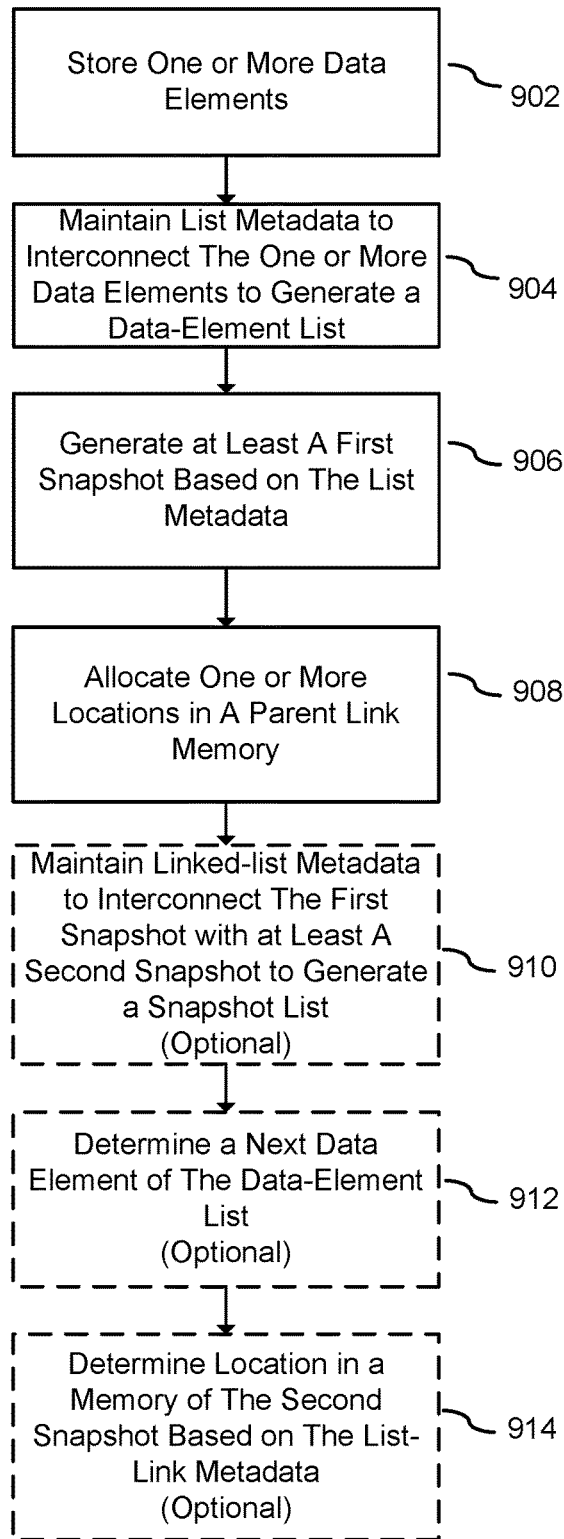 Store One or More Data
Elements
902
Maintain List Metadata to
Interconnect The One or More
Data Elements to Generate a
Data-Element List
904
Generate at Least A First
Snapshot Based on The List
Metadata
906
Allocate One or More
Locations in A Parent Link
Memory
908
Maintain Linked-list Metadata
to Interconnect The First
Snapshot with at Least A
Second Snapshot to Generate
a Snapshot List
(Optional)
910
Determine a Next Data
Element of The Data-Element
List
(Optional)
912
Determine Location in a
Memory of The Second
Snapshot Based on The List-
Link Metadata
(Optional)
914